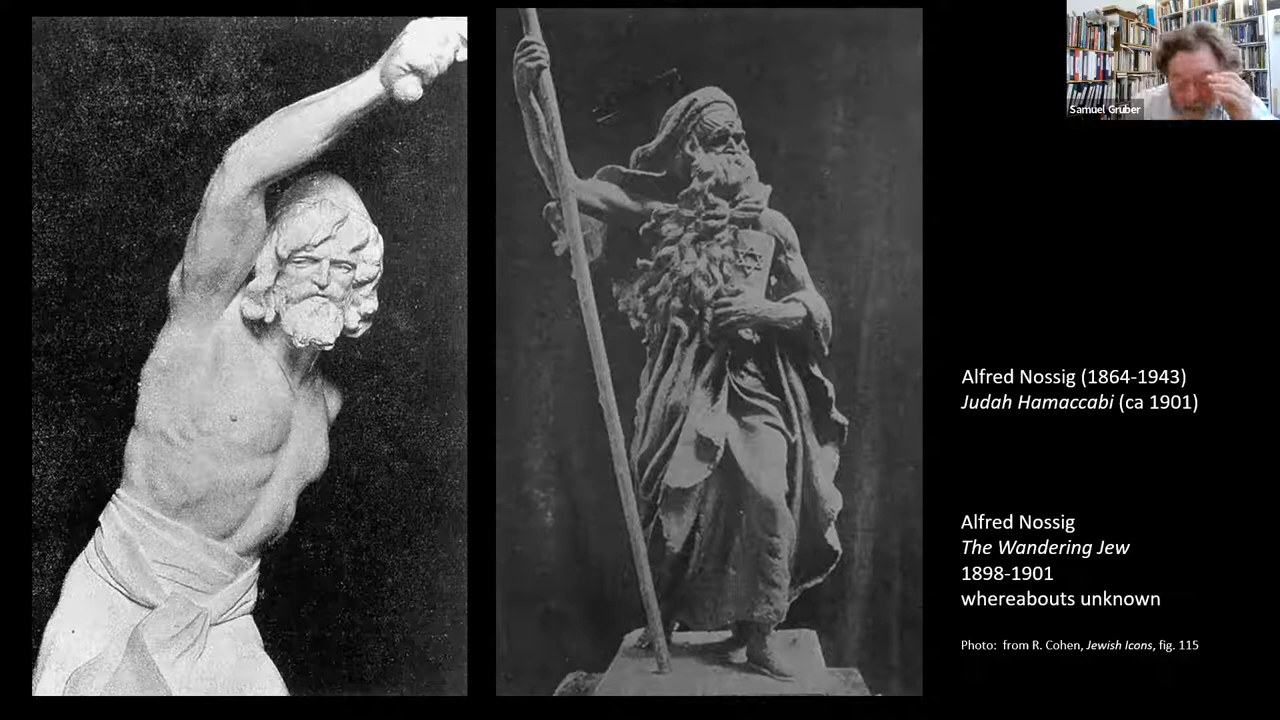 Samuel Gruber
Alfred Nossig (1864-1943)
Judah Hamaccabi (ca 1901)
Alfred Nossig
The Wandering Jew
1898-1901
whereabouts unknown
Photo: from R. Cohen, Jewish Icons, fig. 115